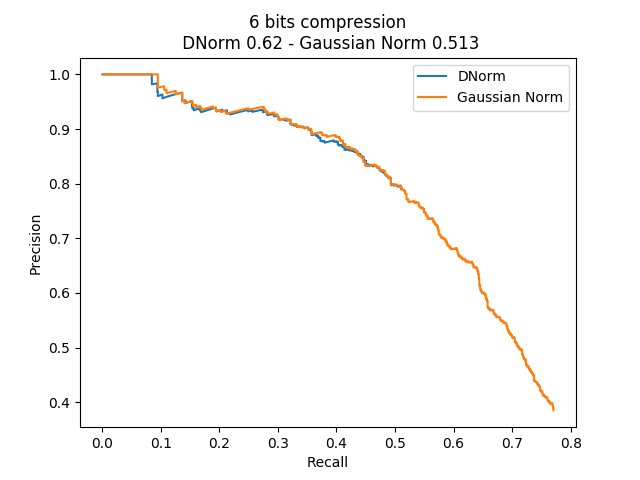 6 bits compression
DNorm 0.62 - Gaussian Norm 0.513
DNorm
Gaussian Norm
1.0
0.9
0.8
0.7
0.6
0.5
0.4
Precision
0.0 0.1 0.2 0.3 0.4 0.5 0.6 0.7 0.8
Recall